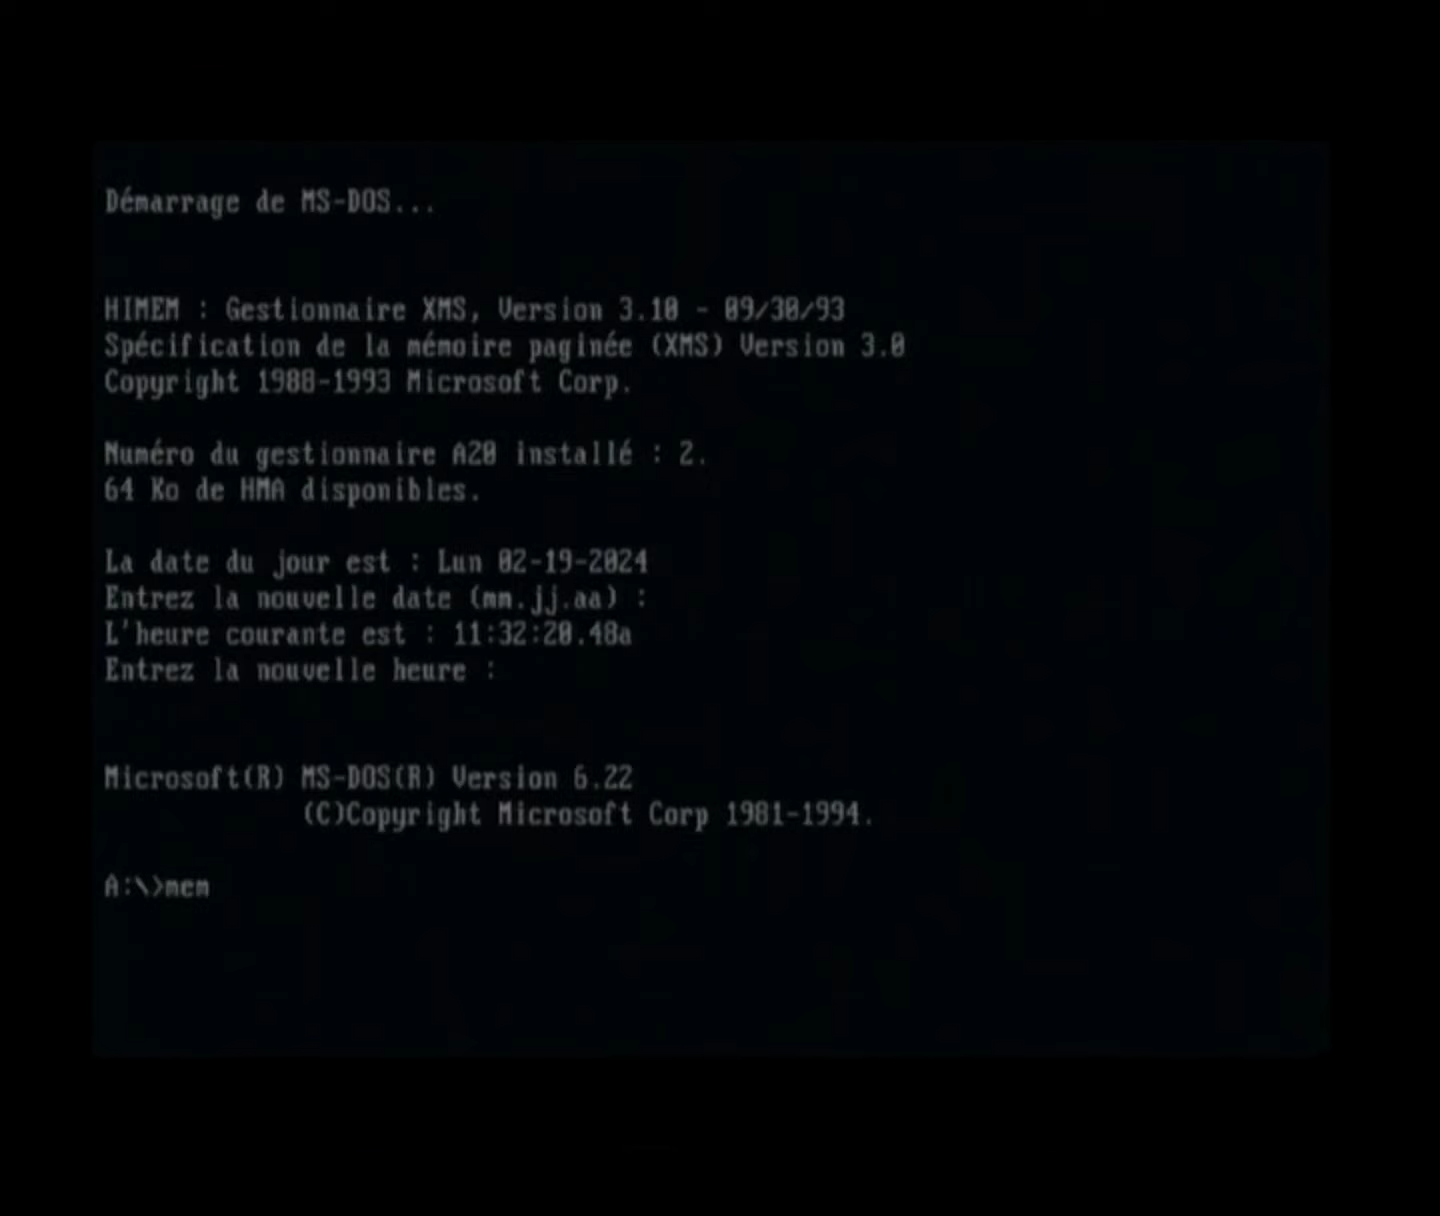 Démarrage de MS-DOS...
HIMEM : Gestionnaire XMS, Version 3.10 - 09/30/93
Spécification de la mémoire paginée (XMS) Version 3.0
Copyright 1988-1993 Microsoft Corp.
Numéro du gestionnaire A20 installé : 2.
64 Ko de HMA disponibles.
La date du jour est : Lun 02-19-2024
Entrez la nouvelle date (mm.jj.aa) :
L'heure courante est : 11:32:20.48a
Entrez la nouvelle heure :
Microsoft(R) MS-DOS(R) Version 6.22
(C)Copyright Microsoft Corp 1981-1994.
A:\>mem